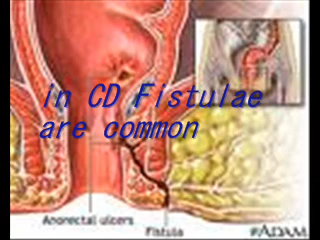 in CD Fistulae
are common
Anorectal ulcers
Fistula
ADAM